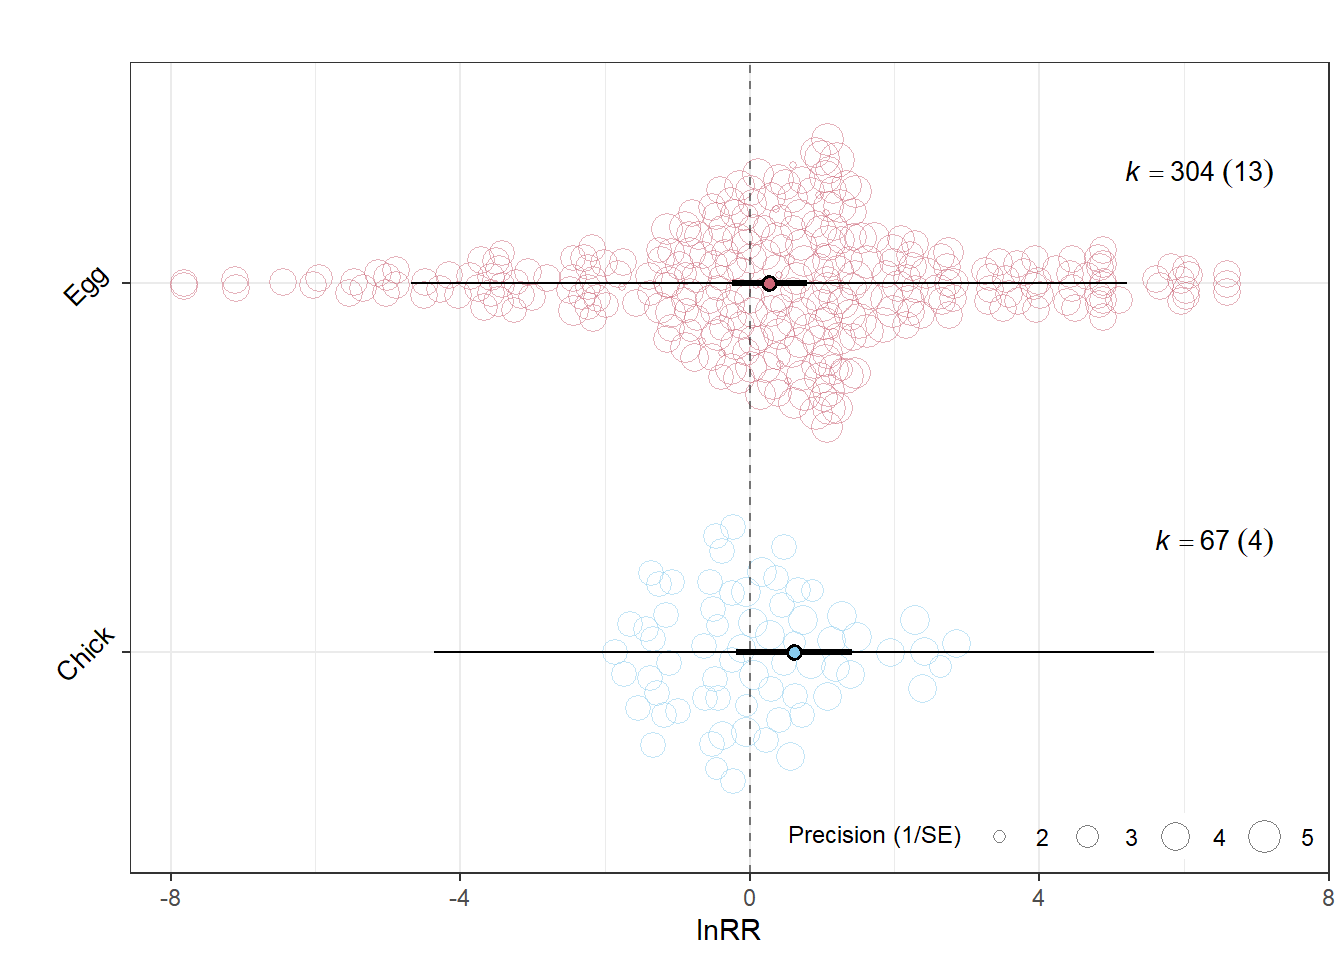 k = 304 (13)
Egg
k = 67 (4)
Chick
Precision (1/SE) 2 3 4 5
-8 -4 0 4 8
lnRR